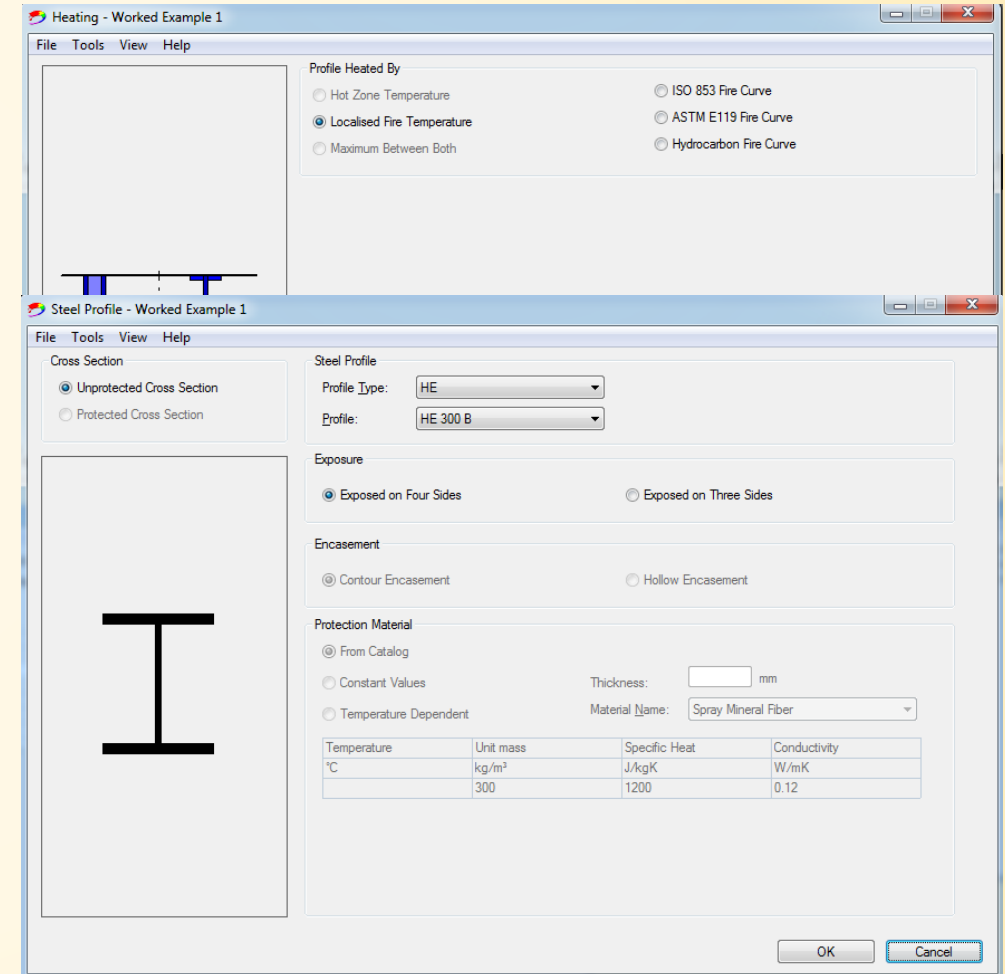 Heating - Worked Example 1
File Tools View Help
Profile Heated By
Hot Zone Temperature
ISO 853 Fire Curve
Localised Fire Temperature
ASTM E119 Fire Curve
Maximum Between Both
Hydrocarbon Fire Curve
Steel Profile - Worked Example 1
File Tools View Help
Cross Section
Unprotected Cross Section
Protected Cross Section
Steel Profile
Profile Type: HE
Profile: HE 300 B
Exposure
Exposed on Four Sides Exposed on Three Sides
Encasement
Contour Encasement Hollow Encasement
Protection Material
From Catalog
Constant Values Thickness: mm
Temperature Dependent Material Name: Spray Mineral Fiber
Temperature Unit mass Specific Heat Conductivity
°C kg/m³ J/kgK W/mK
300 1200 0.12
OK Cancel